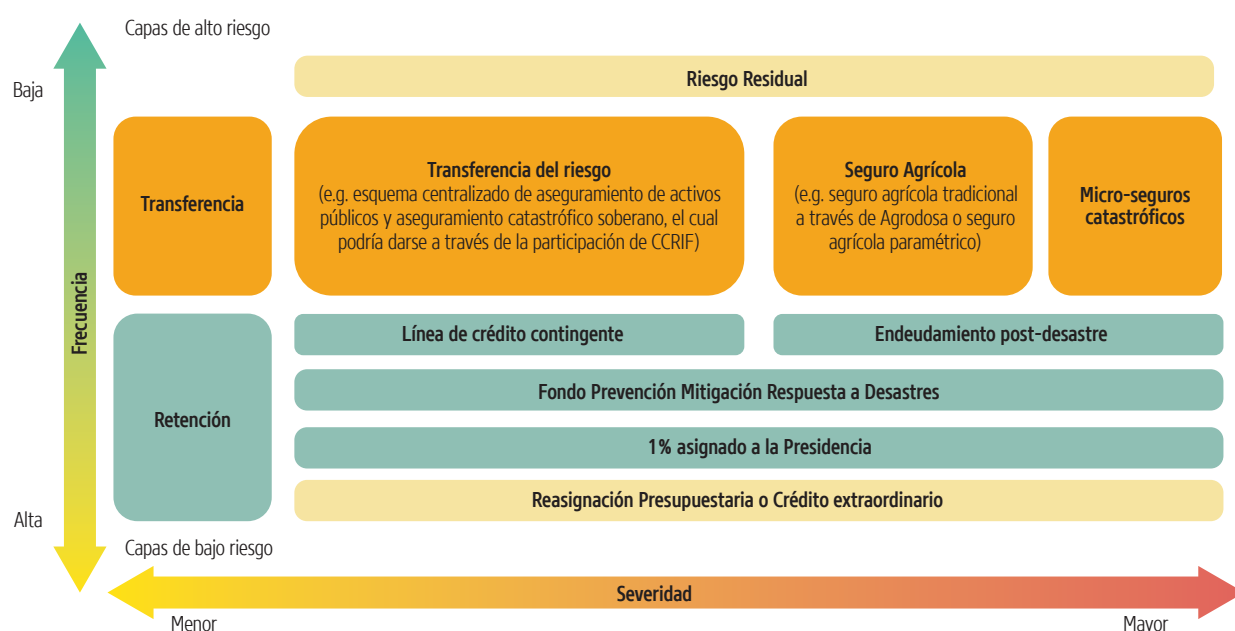 Capas de alto riesgo
Baja
Riesgo Residual
Transferencia
Transferencia del riesgo
(e.g. esquema centralizado de aseguramiento de activos
públicos y aseguramiento catastrófico soberano, el cual
podría darse a través de la participación de CCRIF)
Seguro Agrícola
(e.g. seguro agrícola tradicional
a través de Agrodosa o seguro
agrícola paramétrico)
Micro-seguros
catastróficos
Frecuencia
Retención
Línea de crédito contingente
Endeudamiento post-desastre
Fondo Prevención Mitigación Respuesta a Desastres
1% asignado a la Presidencia
Reasignación Presupuestaria o Crédito extraordinario
Alta
Capas de bajo riesgo
Severidad
Menor
Mayor